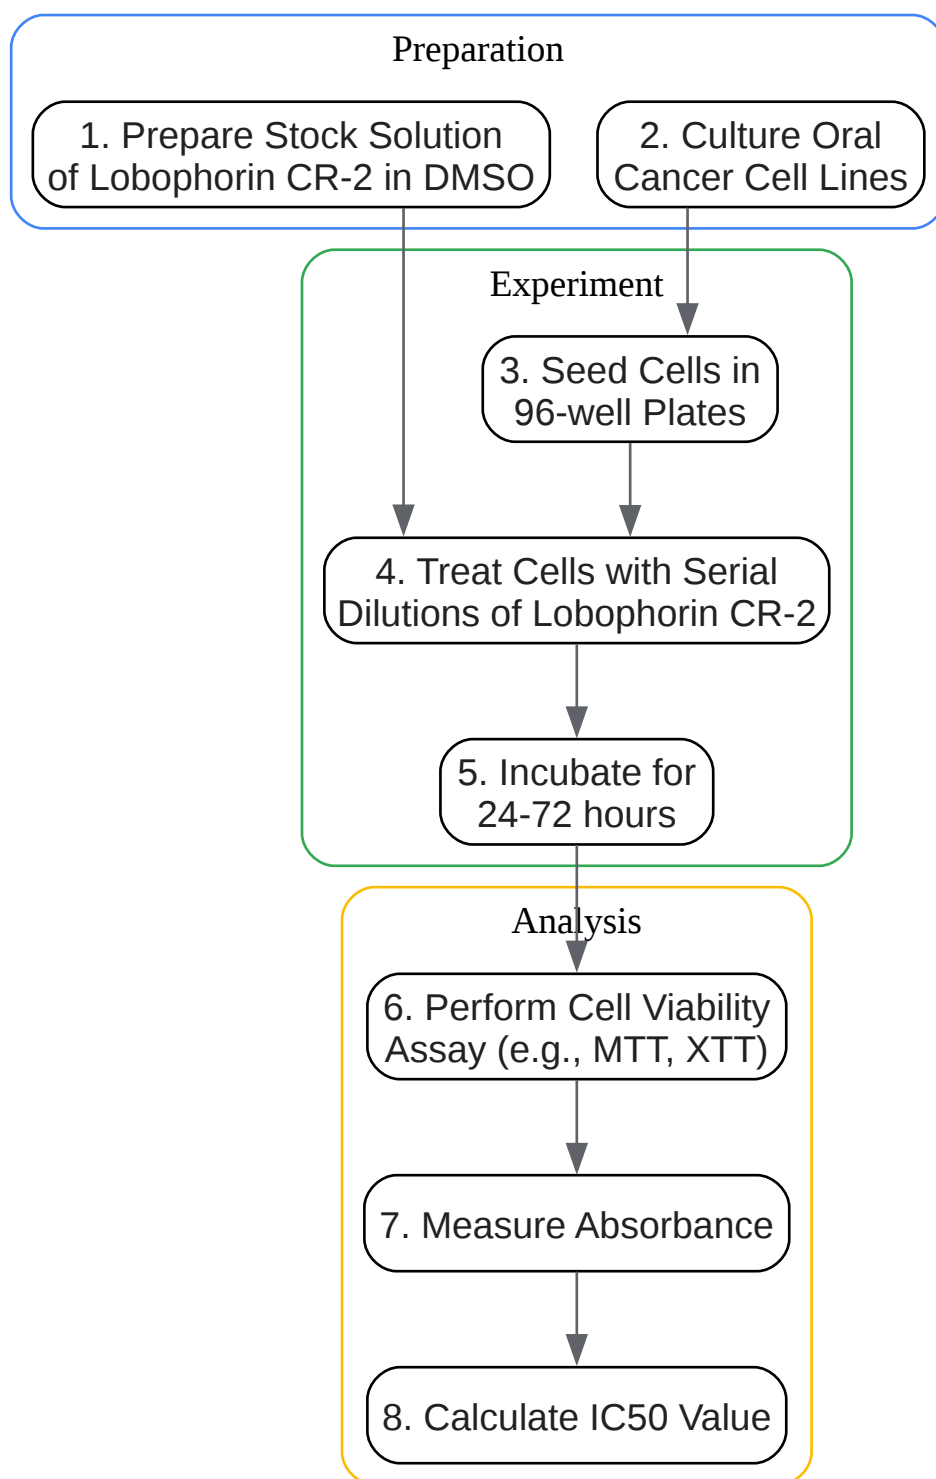 Preparation
1. Prepare Stock Solution
of Lobophorin CR-2 in DMSO
2. Culture Oral
Cancer Cell Lines
Experiment
3. Seed Cells in
96-well Plates
4. Treat Cells with Serial
Dilutions of Lobophorin CR-2
5. Incubate for
24-72 hours
Analysis
6. Perform Cell Viability
Assay (e.g., MTT, XTT)
7. Measure Absorbance
8. Calculate IC50 Value